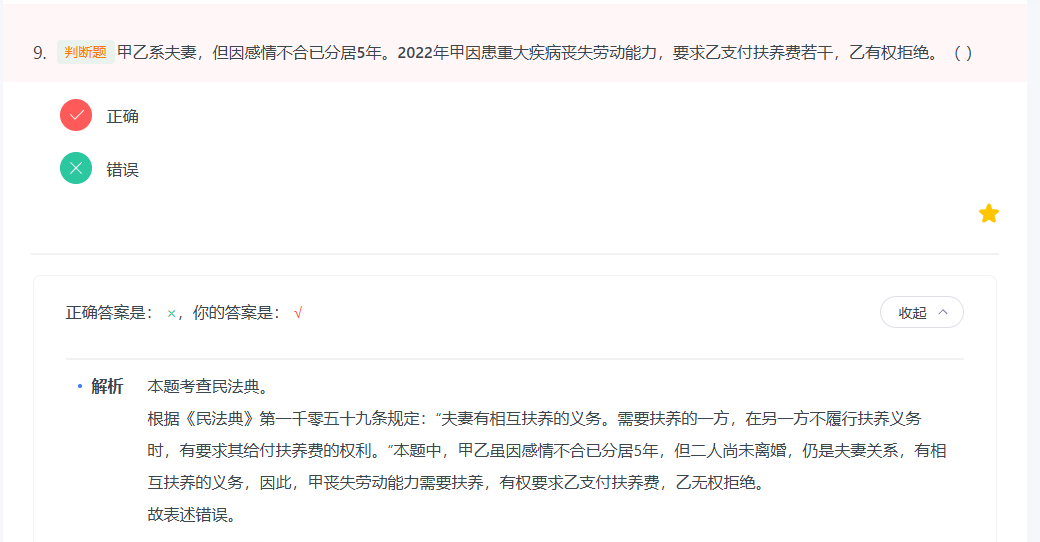 9. 判断题 甲乙系夫妻，但因感情不合已分居5年。2022年甲因患重大疾病丧失劳动能力，要求乙支付扶养费若干，乙有权拒绝。（ ）
正确
错误
正确答案是： ×，你的答案是： √
收起
解析 本题考查民法典。
根据《民法典》第一千零五十九条规定：“夫妻有相互扶养的义务。需要扶养的一方，在另一方不履行扶养义务
时，有要求其给付扶养费的权利。“本题中，甲乙虽因感情不合已分居5年，但二人尚未离婚，仍是夫妻关系，有相
互扶养的义务，因此，甲丧失劳动能力需要扶养，有权要求乙支付扶养费，乙无权拒绝。
故表述错误。